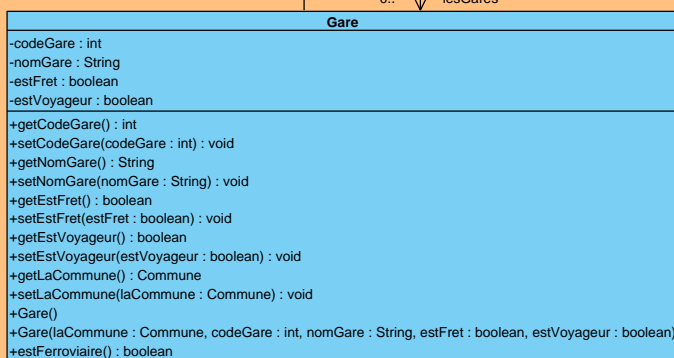 0..* lesGares
Gare
-codeGare : int
-nomGare : String
-estFret : boolean
-estVoyageur : boolean
+getCodeGare() : int
+setCodeGare(codeGare : int) : void
+getNomGare() : String
+setNomGare(nomGare : String) : void
+getEstFret() : boolean
+setEstFret(estFret : boolean) : void
+getEstVoyageur() : boolean
+setEstVoyageur(estVoyageur : boolean) : void
+getLaCommune() : Commune
+setLaCommune(laCommune : Commune) : void
+Gare()
+Gare(laCommune : Commune, codeGare : int, nomGare : String, estFret : boolean, estVoyageur : boolean)
+estFerroviaire() : boolean